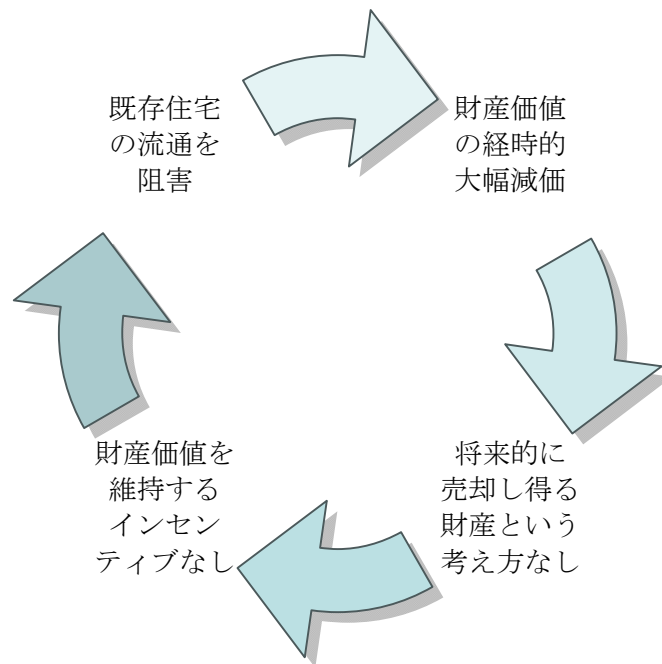 既存住宅
の流通を
阻害
財産価値
の経時的
大幅減価
将来的に
売却し得る
財産という
考え方なし
財産価値を
維持する
インセン
ティブなし